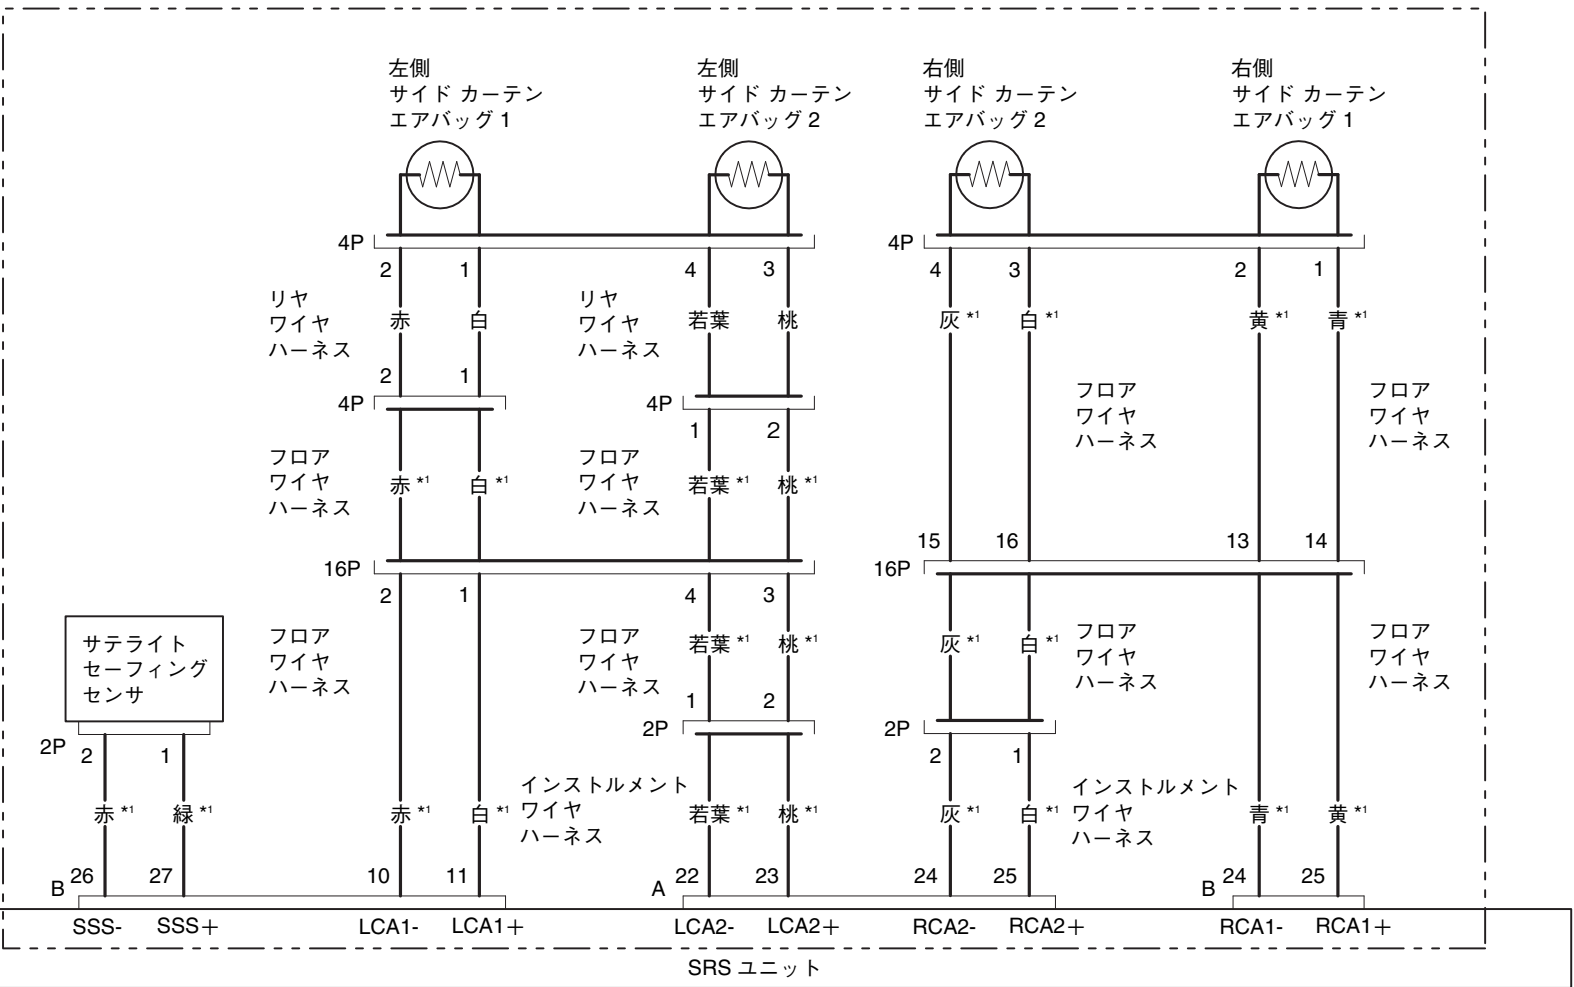 左側
サイド カーテン
エアバッグ 1
左側
サイド カーテン
エアバッグ 2
右側
サイド カーテン
エアバッグ 2
右側
サイド カーテン
エアバッグ 1
4P
4P
2 1 4 3 4 3 2 1
リヤ
ワイヤ
ハーネス
リヤ
ワイヤ
ハーネス
赤 白 若葉 桃 灰 *1 白 *1 黄 *1 青 *1
2 1
4P
4P
1 2
フロア
ワイヤ
ハーネス
フロア
ワイヤ
ハーネス
フロア
ワイヤ
ハーネス
フロア
ワイヤ
ハーネス
赤 *1 白 *1 若葉 *1 桃 *1
15 16 13 14
16P
16P
2 1 4 3
サテライト
セーフィング
センサ
フロア
ワイヤ
ハーネス
フロア
ワイヤ
ハーネス
若葉 *1 桃 *1 灰 *1 白 *1
フロア
ワイヤ
ハーネス
フロア
ワイヤ
ハーネス
1 2
2P
2P
2P
2 1 2 1
インストルメント
ワイヤ
ハーネス
インストルメント
ワイヤ
ハーネス
赤 *1 緑 *1 赤 *1 白 *1 若葉 *1 桃 *1 灰 *1 白 *1 青 *1 黄 *1
B 26 27 10 11 A 22 23 24 25 B 24 25
SSS- SSS+ LCA1- LCA1+ LCA2- LCA2+ RCA2- RCA2+ RCA1- RCA1+
SRS ユニット